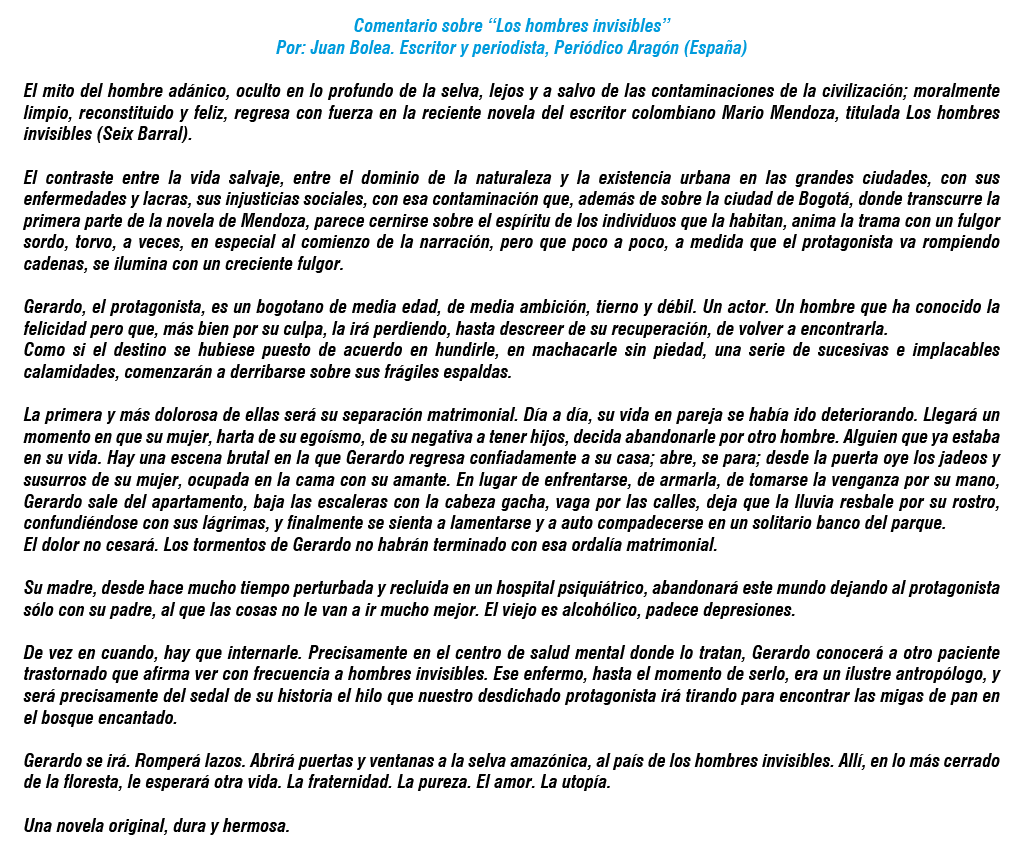 Comentario sobre “Los hombres invisibles”
Por: Juan Bolea. Escritor y periodista, Periódico Aragón (España)
El mito del hombre adánico, oculto en lo profundo de la selva, lejos y a salvo de las contaminaciones de la civilización; moralmente
limpio, reconstituido y feliz, regresa con fuerza en la reciente novela del escritor colombiano Mario Mendoza, titulada Los hombres
invisibles (Seix Barral).
El contraste entre la vida salvaje, entre el dominio de la naturaleza y la existencia urbana en las grandes ciudades, con sus
enfermedades y lacras, sus injusticias sociales, con esa contaminación que, además de sobre la ciudad de Bogotá, donde transcurre la
primera parte de la novela de Mendoza, parece cernirse sobre el espíritu de los individuos que la habitan, anima la trama con un fulgor
sordo, torvo, a veces, en especial al comienzo de la narración, pero que poco a poco, a medida que el protagonista va rompiendo
cadenas, se ilumina con un creciente fulgor.
Gerardo, el protagonista, es un bogotano de media edad, de media ambición, tierno y débil. Un actor. Un hombre que ha conocido la
felicidad pero que, más bien por su culpa, la irá perdiendo, hasta descreer de su recuperación, de volver a encontrarla.
Como si el destino se hubiese puesto de acuerdo en hundirle, en machacarle sin piedad, una serie de sucesivas e implacables
calamidades, comenzarán a derribarse sobre sus frágiles espaldas.
La primera y más dolorosa de ellas será su separación matrimonial. Día a día, su vida en pareja se había ido deteriorando. Llegará un
momento en que su mujer, harta de su egoísmo, de su negativa a tener hijos, decida abandonarle por otro hombre. Alguien que ya estaba
en su vida. Hay una escena brutal en la que Gerardo regresa confiadamente a su casa; abre, se para; desde la puerta oye los jadeos y
susurros de su mujer, ocupada en la cama con su amante. En lugar de enfrentarse, de armarla, de tomarse la venganza por su mano,
Gerardo sale del apartamento, baja las escaleras con la cabeza gacha, vaga por las calles, deja que la lluvia resbale por su rostro,
confundiéndose con sus lágrimas, y finalmente se sienta a lamentarse y a auto compadecerse en un solitario banco del parque.
El dolor no cesará. Los tormentos de Gerardo no habrán terminado con esa ordalía matrimonial.
Su madre, desde hace mucho tiempo perturbada y recluida en un hospital psiquiátrico, abandonará este mundo dejando al protagonista
sólo con su padre, al que las cosas no le van a ir mucho mejor. El viejo es alcohólico, padece depresiones.
De vez en cuando, hay que internarle. Precisamente en el centro de salud mental donde lo tratan, Gerardo conocerá a otro paciente
trastornado que afirma ver con frecuencia a hombres invisibles. Ese enfermo, hasta el momento de serlo, era un ilustre antropólogo, y
será precisamente del sedal de su historia el hilo que nuestro desdichado protagonista irá tirando para encontrar las migas de pan en
el bosque encantado.
Gerardo se irá. Romperá lazos. Abrirá puertas y ventanas a la selva amazónica, al país de los hombres invisibles. Allí, en lo más cerrado
de la floresta, le esperará otra vida. La fraternidad. La pureza. El amor. La utopía.
Una novela original, dura y hermosa.